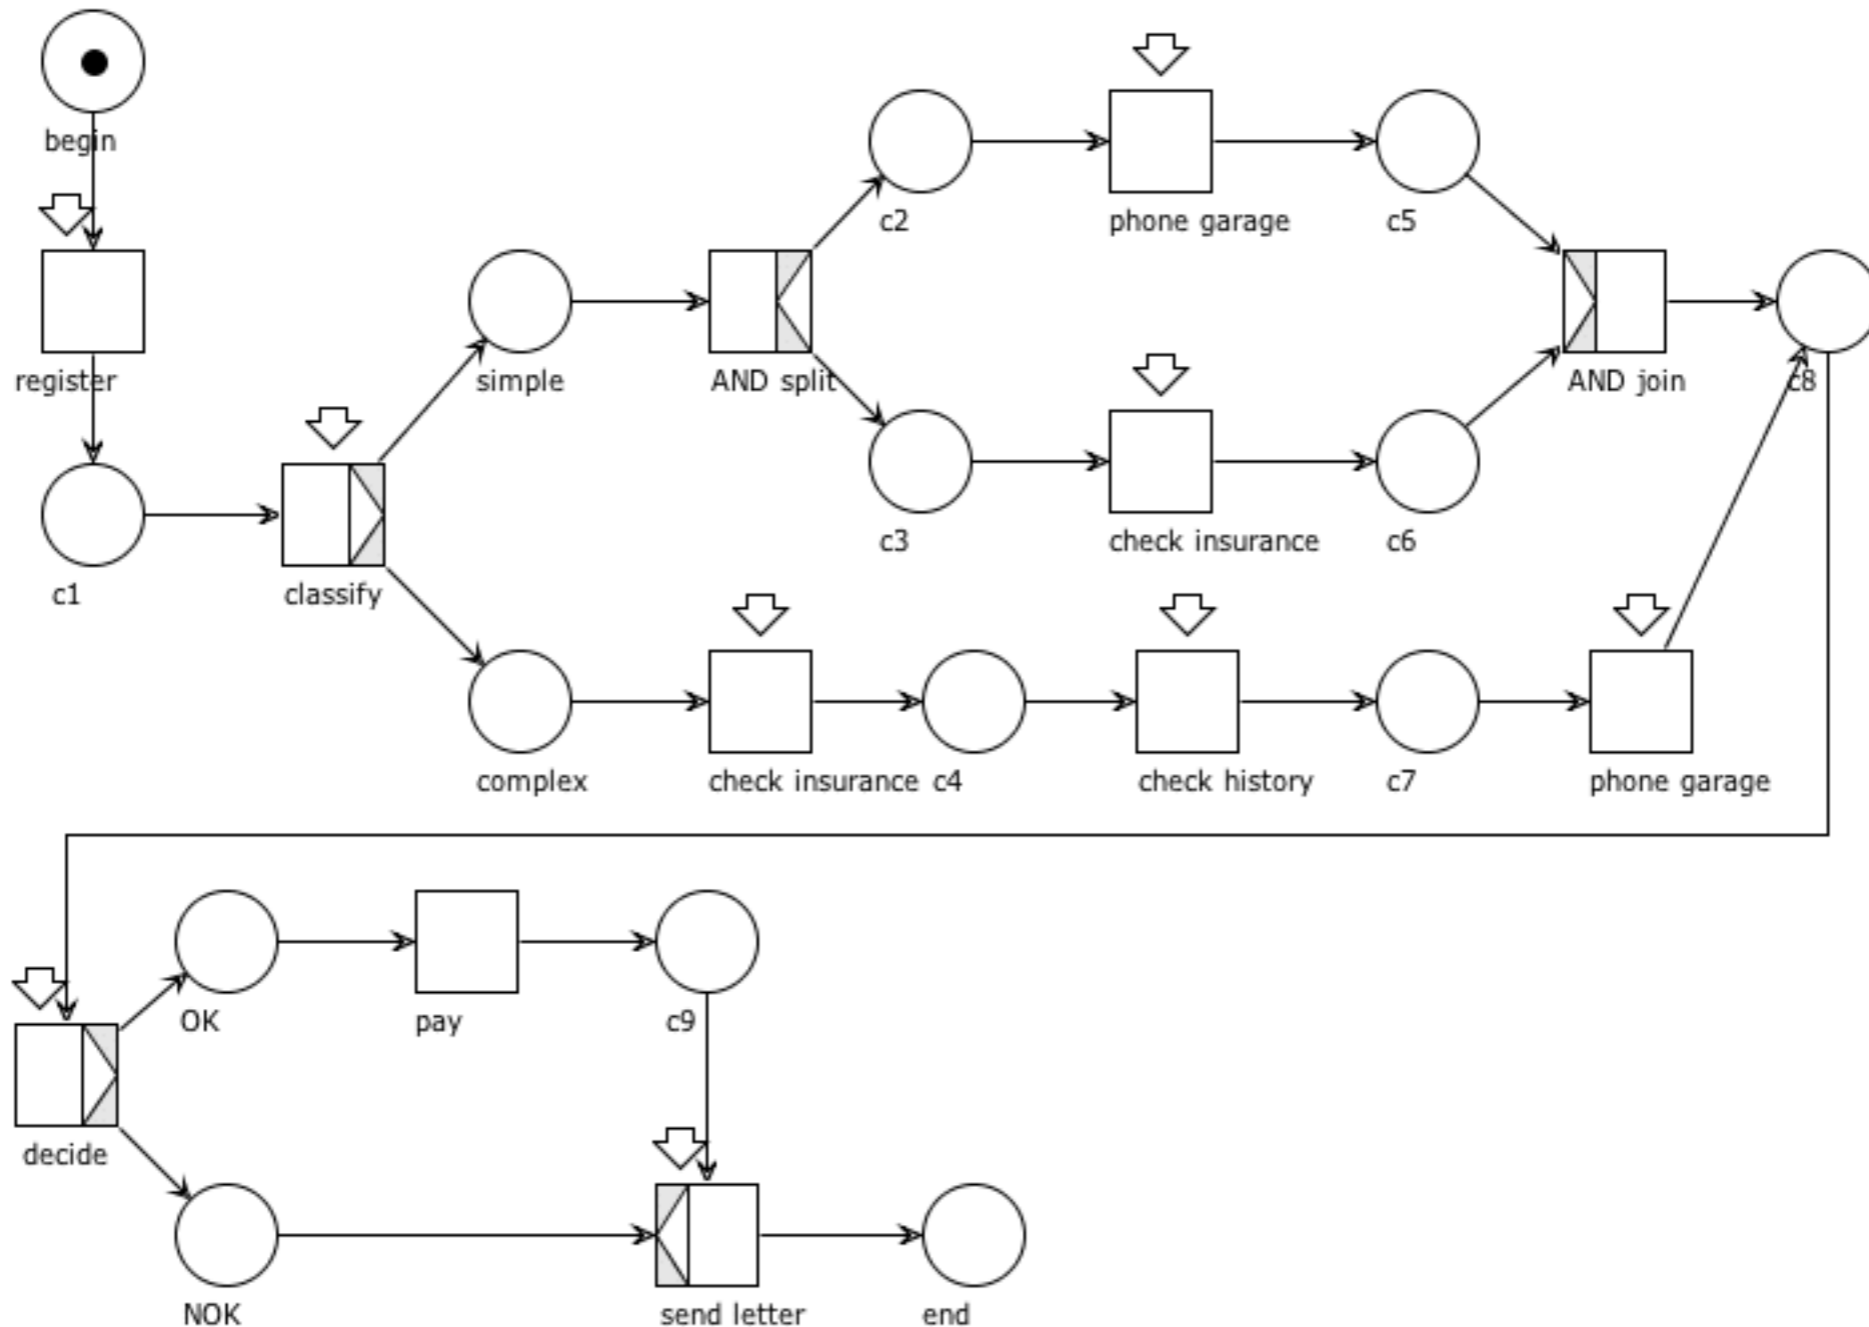 begin
c2
phone garage
c5
register
simple
AND split
AND join
c8
c3
check insurance
c6
c1
classify
complex
check insurance
c4
check history
c7
phone garage
OK
pay
c9
decide
NOK
send letter
end